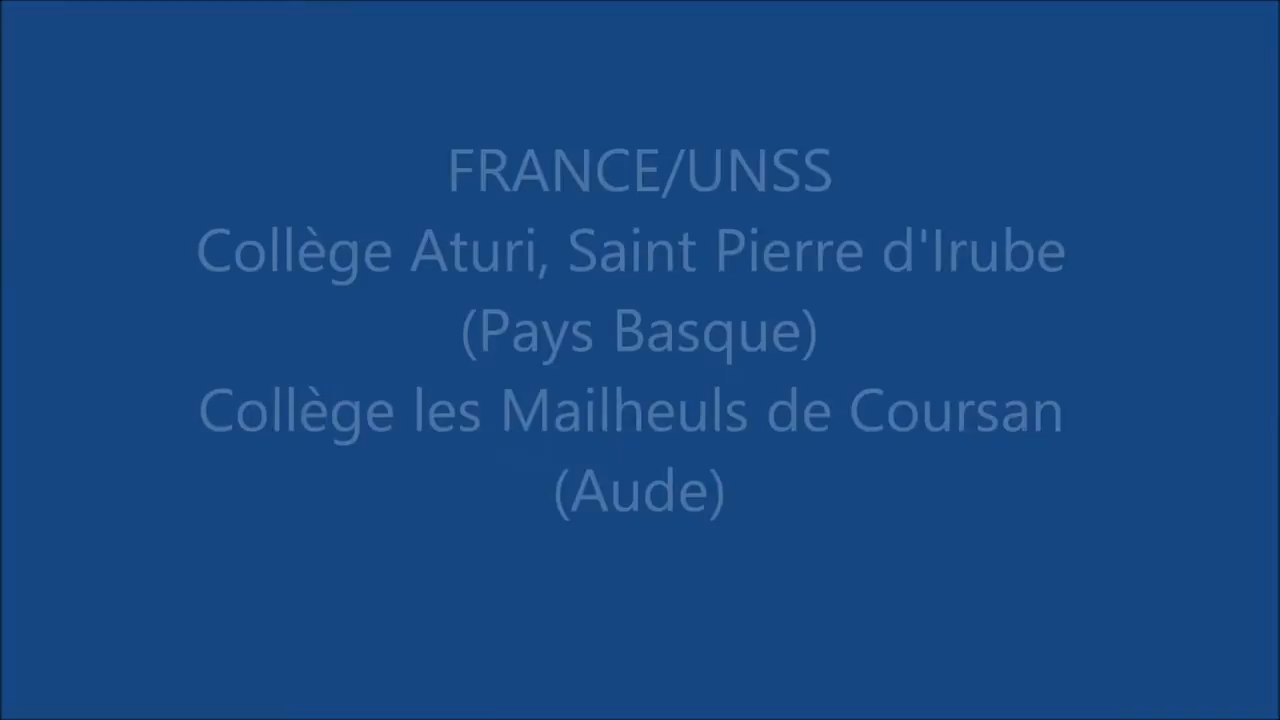 FRANCE/UNSS
Collège Aturi, Saint Pierre d'Irube
(Pays Basque)
Collège les Mailheuls de Coursan
(Aude)